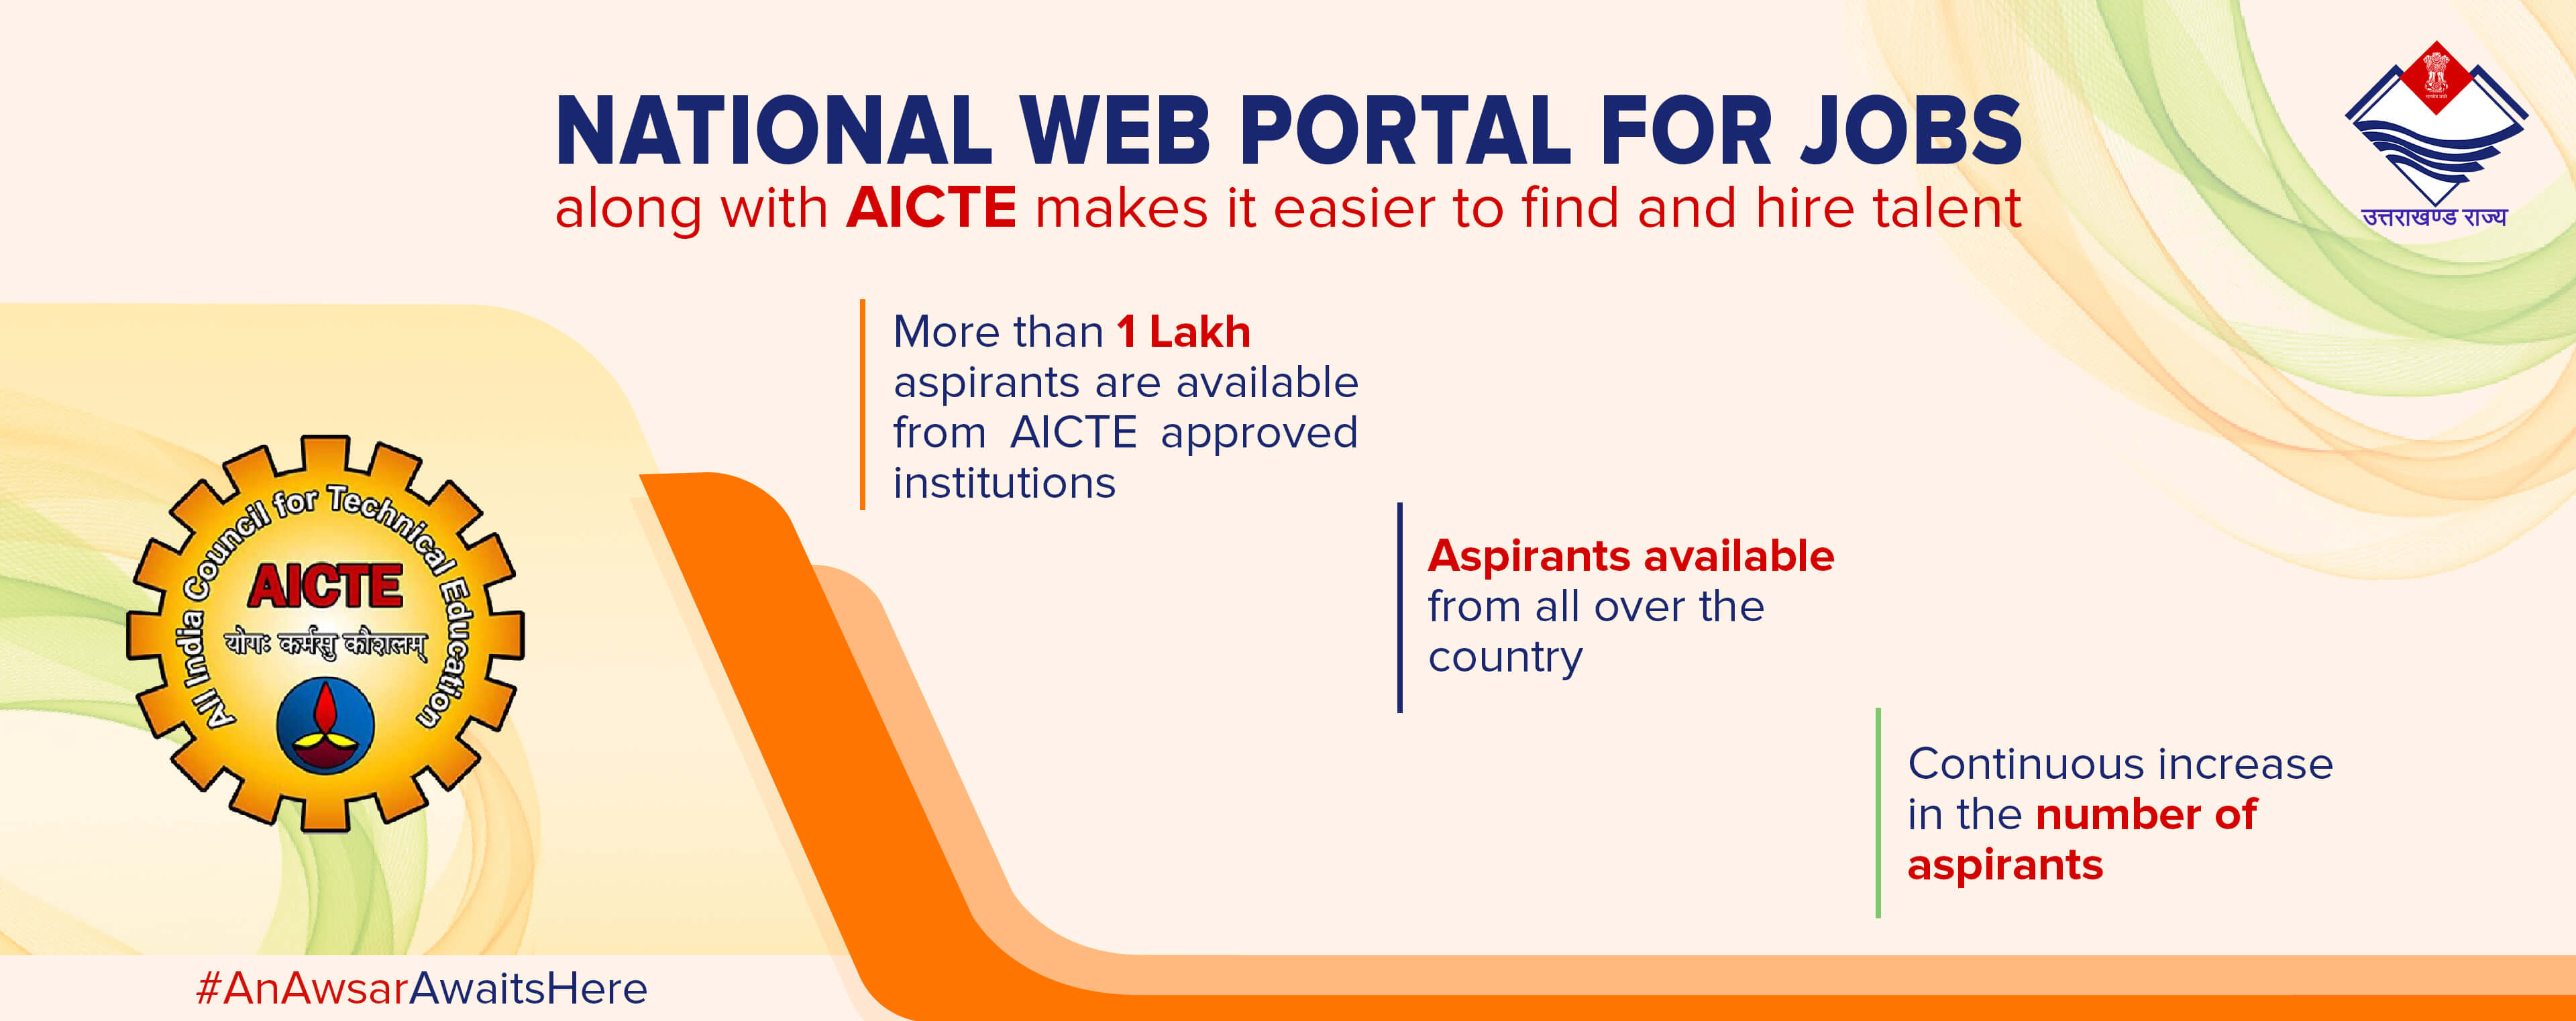 NATIONAL WEB PORTAL FOR JOBS
along with AICTE makes it easier to find and hire talent
उत्तराखण्ड राज्य
More than 1 Lakh
aspirants are available
from AICTE approved
institutions
Aspirants available
from all over the
country
Continuous increase
in the number of
aspirants
All India Council for Technical Education
AICTE
योगः कर्मसु कौशलम्
#AnAwsarAwaitsHere